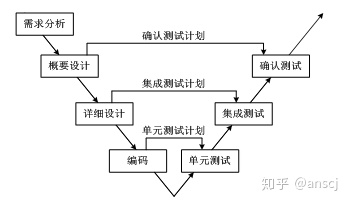 需求分析
确认测试计划
概要设计
确认测试
集成测试计划
详细设计
集成测试
单元测试计划
编码
单元测试
知乎 @anscj